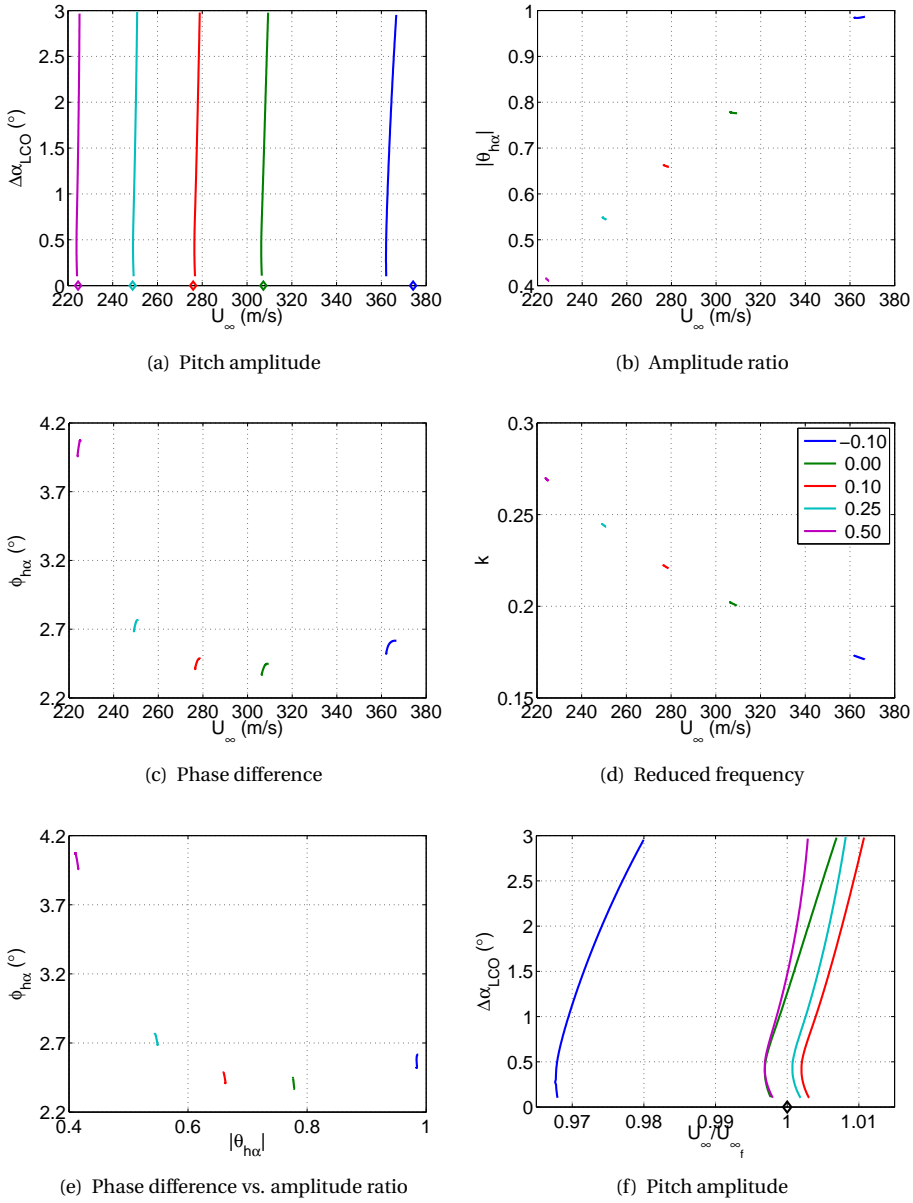 3
2.5
2
1.5
1
0.5
0
Δα_LCO (°)
220 240 260 280 300 320 340 360 380
U_∞ (m/s)
(a) Pitch amplitude
1
0.9
0.8
0.7
0.6
0.5
0.4
|θ_hα|
220 240 260 280 300 320 340 360 380
U_∞ (m/s)
(b) Amplitude ratio
4.2
3.7
3.2
2.7
2.2
ϕ_hα (°)
220 240 260 280 300 320 340 360 380
U_∞ (m/s)
(c) Phase difference
0.3
0.25
0.2
0.15
k
−0.10
0.00
0.10
0.25
0.50
220 240 260 280 300 320 340 360 380
U_∞ (m/s)
(d) Reduced frequency
4.2
3.7
3.2
2.7
2.2
ϕ_hα (°)
0.4 0.6 0.8 1
|θ_hα|
(e) Phase difference vs. amplitude ratio
3
2.5
2
1.5
1
0.5
0
Δα_LCO (°)
0.97 0.98 0.99 1 1.01
U_∞/U_∞_f
(f) Pitch amplitude